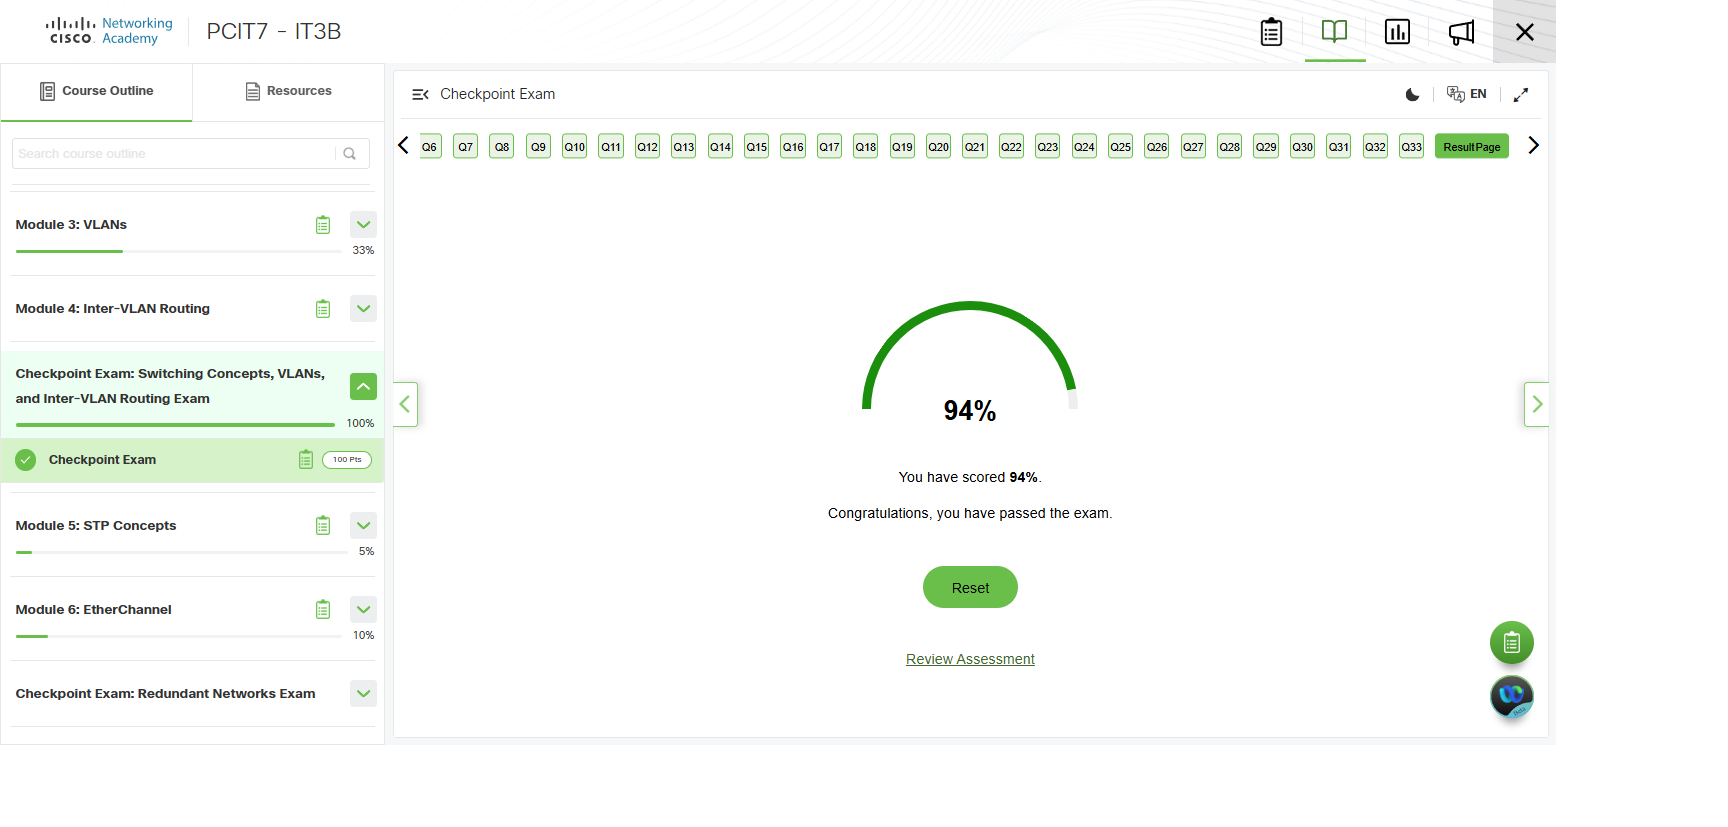 CISCO
Networking
Academy
PCIT7 - IT3B
Course Outline
Resources
Search course outline
Module 3: VLANs
33%
Module 4: Inter-VLAN Routing
Checkpoint Exam: Switching Concepts, VLANs,
and Inter-VLAN Routing Exam
100%
Checkpoint Exam
100 Pts
Module 5: STP Concepts
5%
Module 6: EtherChannel
10%
Checkpoint Exam: Redundant Networks Exam
Checkpoint Exam
EN
Q6 Q7 Q8 Q9 Q10 Q11 Q12 Q13 Q14 Q15 Q16 Q17 Q18 Q19 Q20 Q21 Q22 Q23 Q24 Q25 Q26 Q27 Q28 Q29 Q30 Q31 Q32 Q33 Result Page
94%
You have scored 94%.
Congratulations, you have passed the exam.
Reset
Review Assessment
Beta